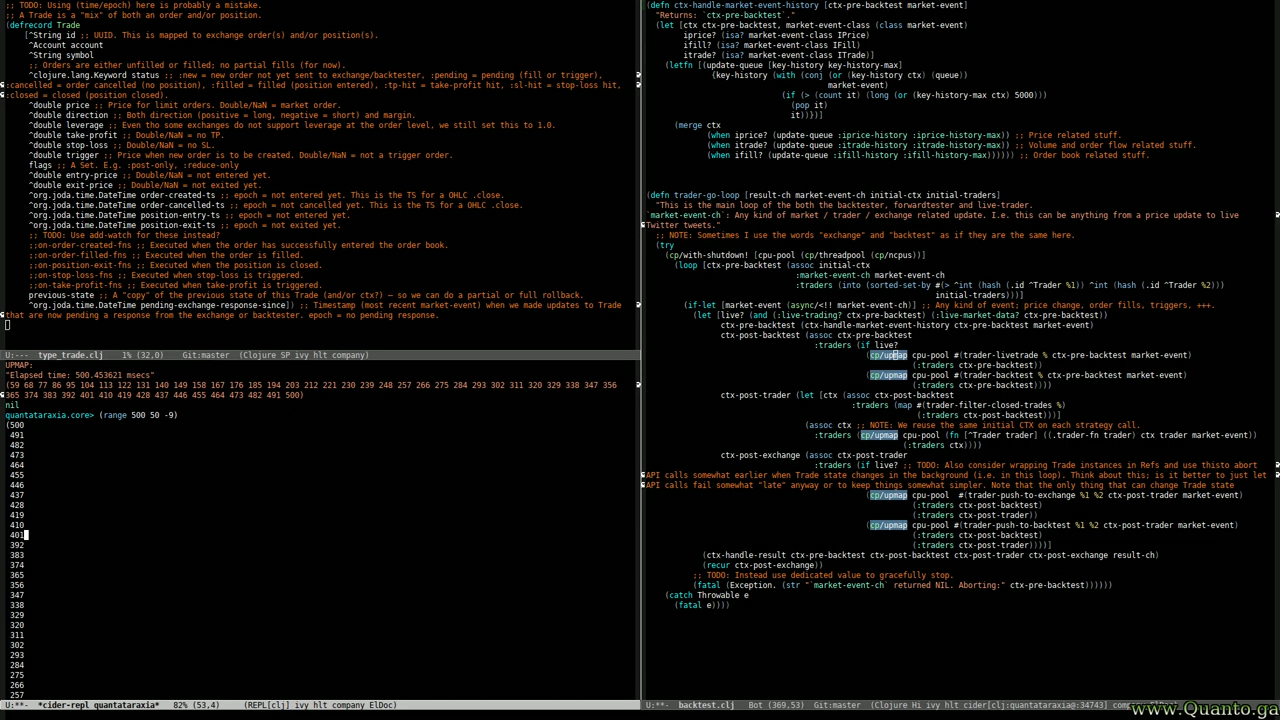 ;; TODO: Using (time/epoch) here is probably a mistake.
;; A Trade is a "mix" of both an order and/or position.
(defrecord Trade
[^String id ;; UUID. This is mapped to exchange order(s) and/or position(s).
^Account account
^String symbol
;; Orders are either unfilled or filled; no partial fills (for now).
^clojure.lang.Keyword status ;; :new = new order not yet sent to exchange/backtester, :pending = pending (fill or trigger),
:cancelled = order cancelled (no position), :filled = filled (position entered), :tp-hit = take-profit hit, :sl-hit = stop-loss hit,
:closed = closed (position closed).
^double price ;; Price for limit orders. Double/NaN = market order.
^double direction ;; Both direction (positive = long, negative = short) and margin.
^double leverage ;; Even tho some exchanges do not support leverage at the order level, we still set this to 1.0.
^double take-profit ;; Double/NaN = no TP.
^double stop-loss ;; Double/NaN = no SL.
^double trigger ;; Price when new order is to be created. Double/NaN = not a trigger order.
flags ;; A Set. E.g. :post-only, :reduce-only
^double entry-price ;; Double/NaN = not entered yet.
^double exit-price ;; Double/NaN = not exited yet.
^org.joda.time.DateTime order-created-ts ;; epoch = not entered yet. This is the TS for a OHLC .close.
^org.joda.time.DateTime order-cancelled-ts ;; epoch = not cancelled yet. This is the TS for a OHLC .close.
^org.joda.time.DateTime position-entry-ts ;; epoch = not entered yet.
^org.joda.time.DateTime position-exit-ts ;; epoch = not exited yet.
;; TODO: Use add-watch for these instead?
;;on-order-created-fns ;; Executed when the order has successfully entered the order book.
;;on-order-filled-fns ;; Executed when the order is filled.
;;on-position-exit-fns ;; Executed when the position is closed.
;;on-stop-loss-fns ;; Executed when stop-loss is triggered.
;;on-take-profit-fns ;; Executed when take-profit is triggered.
previous-state ;; A "copy" of the previous state of this Trade (and/or ctx?) — so we can do a partial or full rollback.
^org.joda.time.DateTime pending-exchange-response-since]) ;; Timestamp (most recent market-event) when we made updates to Trade
that are now pending a response from the exchange or backtester. epoch = no pending response.
U:--- type_trade.clj 1% (32,0) Git:master (Clojure SP ivy hlt company)
UPMAP:
"Elapsed time: 500.453621 msecs"
(59 68 77 86 95 104 113 122 131 140 149 158 167 176 185 194 203 212 221 230 239 248 257 266 275 284 293 302 311 320 329 338 347 356
365 374 383 392 401 410 419 428 437 446 455 464 473 482 491 500)
nil
quantataraxia.core> (range 500 50 -9)
(500
491
482
473
464
455
446
437
428
419
410
401
392
383
374
365
356
347
338
329
320
311
302
293
284
275
266
257
U:**- *cider-repl quantataraxia* 82% (53,4) (REPL[clj] ivy hlt company ElDoc)
(defn ctx-handle-market-event-history [ctx-pre-backtest market-event]
"Returns: `ctx-pre-backtest`."
(let [ctx ctx-pre-backtest, market-event-class (class market-event)
iprice? (isa? market-event-class IPrice)
ifill? (isa? market-event-class IFill)
itrade? (isa? market-event-class ITrade)]
(letfn [(update-queue [key-history key-history-max]
{key-history (with (conj (or (key-history ctx) (queue))
market-event)
(if (> (count it) (long (or (key-history-max ctx) 5000)))
(pop it)
it))})]
(merge ctx
(when iprice? (update-queue :iprice-history :iprice-history-max)) ;; Price related stuff.
(when itrade? (update-queue :itrade-history :itrade-history-max)) ;; Volume and order flow related stuff.
(when ifill? (update-queue :ifill-history :ifill-history-max)))))) ;; Order book related stuff.
(defn trader-go-loop [result-ch market-event-ch initial-ctx initial-traders]
"This is the main loop of the both the backtester, forwardtester and live-trader.
`market-event-ch`: Any kind of market / trader / exchange related update. I.e. this can be anything from a price update to live
Twitter tweets."
;; NOTE: Sometimes I use the words "exchange" and "backtest" as if they are the same here.
(try
(cp/with-shutdown! [cpu-pool (cp/threadpool (cp/ncpus))]
(loop [ctx-pre-backtest (assoc initial-ctx
:market-event-ch market-event-ch
:traders (into (sorted-set-by #(> ^int (hash (.id ^Trader %1)) ^int (hash (.id ^Trader %2)))
initial-traders))]
(if-let [market-event (async/<!! market-event-ch)] ;; Any kind of event; price change, order fills, triggers, +++.
(let [live? (and (:live-trading? ctx-pre-backtest) (:live-market-data? ctx-pre-backtest))
ctx-pre-backtest (ctx-handle-market-event-history ctx-pre-backtest market-event)
ctx-post-backtest (assoc ctx-pre-backtest
:traders (if live?
(cp/upmap cpu-pool #(trader-livetrade % ctx-pre-backtest market-event)
(:traders ctx-pre-backtest))
(cp/upmap cpu-pool #(trader-backtest % ctx-pre-backtest market-event)
(:traders ctx-pre-backtest))))
ctx-post-trader (let [ctx (assoc ctx-post-backtest
:traders (map #(trader-filter-closed-trades %)
(:traders ctx-post-backtest)))]
(assoc ctx ;; NOTE: We reuse the same initial CTX on each strategy call.
:traders (cp/upmap cpu-pool (fn [^Trader trader] ((.trader-fn trader) ctx trader market-event))
(:traders ctx))))
ctx-post-exchange (assoc ctx-post-trader
:traders (if live? ;; TODO: Also consider wrapping Trade instances in Refs and use thisto abort
API calls somewhat earlier when Trade state changes in the background (i.e. in this loop). Think about this; is it better to just let
API calls fail somewhat "late" anyway or to keep things somewhat simpler. Note that the only thing that can change Trade state
(cp/upmap cpu-pool #(trader-push-to-exchange %1 %2 ctx-post-trader market-event)
(:traders ctx-post-backtest)
(:traders ctx-post-trader))
(cp/upmap cpu-pool #(trader-push-to-backtest %1 %2 ctx-post-trader market-event)
(:traders ctx-post-backtest)
(:traders ctx-post-trader))))]
(ctx-handle-result ctx-pre-backtest ctx-post-backtest ctx-post-trader ctx-post-exchange result-ch)
(recur ctx-post-exchange))
;; TODO: Instead use dedicated value to gracefully stop.
(fatal (Exception. (str "`market-event-ch` returned NIL. Aborting:" ctx-pre-backtest))))))
(catch Throwable e
(fatal e))))
U:**- backtest.clj Bot (369,53) Git:master (Clojure Hi ivy hlt cider[clj:quantataraxia@:34743]
www.Quanto.ga